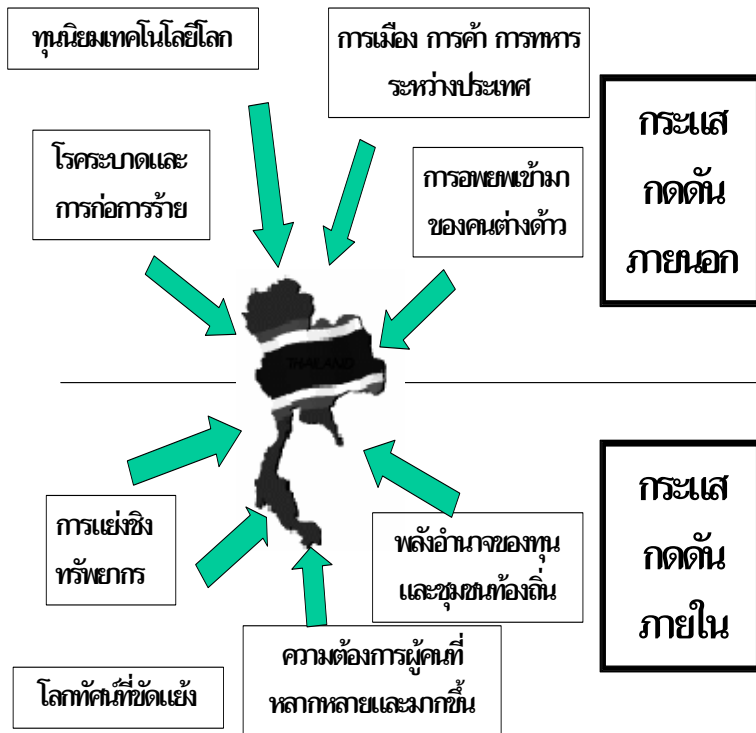 ทุนนิยมเทคโนโลยีโลก
การเมือง การค้า การทหาร
ระหว่างประเทศ
กระแส
กดดัน
ภายนอก
โรคระบาดและ
การก่อการร้าย
การอพยพเข้ามา
ของคนต่างด้าว
THAILAND
การแย่งชิง
ทรัพยากร
พลังอำนาจของทุน
และชุมชนท้องถิ่น
กระแส
กดดัน
ภายใน
โลกทัศน์ที่ขัดแย้ง
ความต้องการผู้คนที่
หลากหลายและมากขึ้น